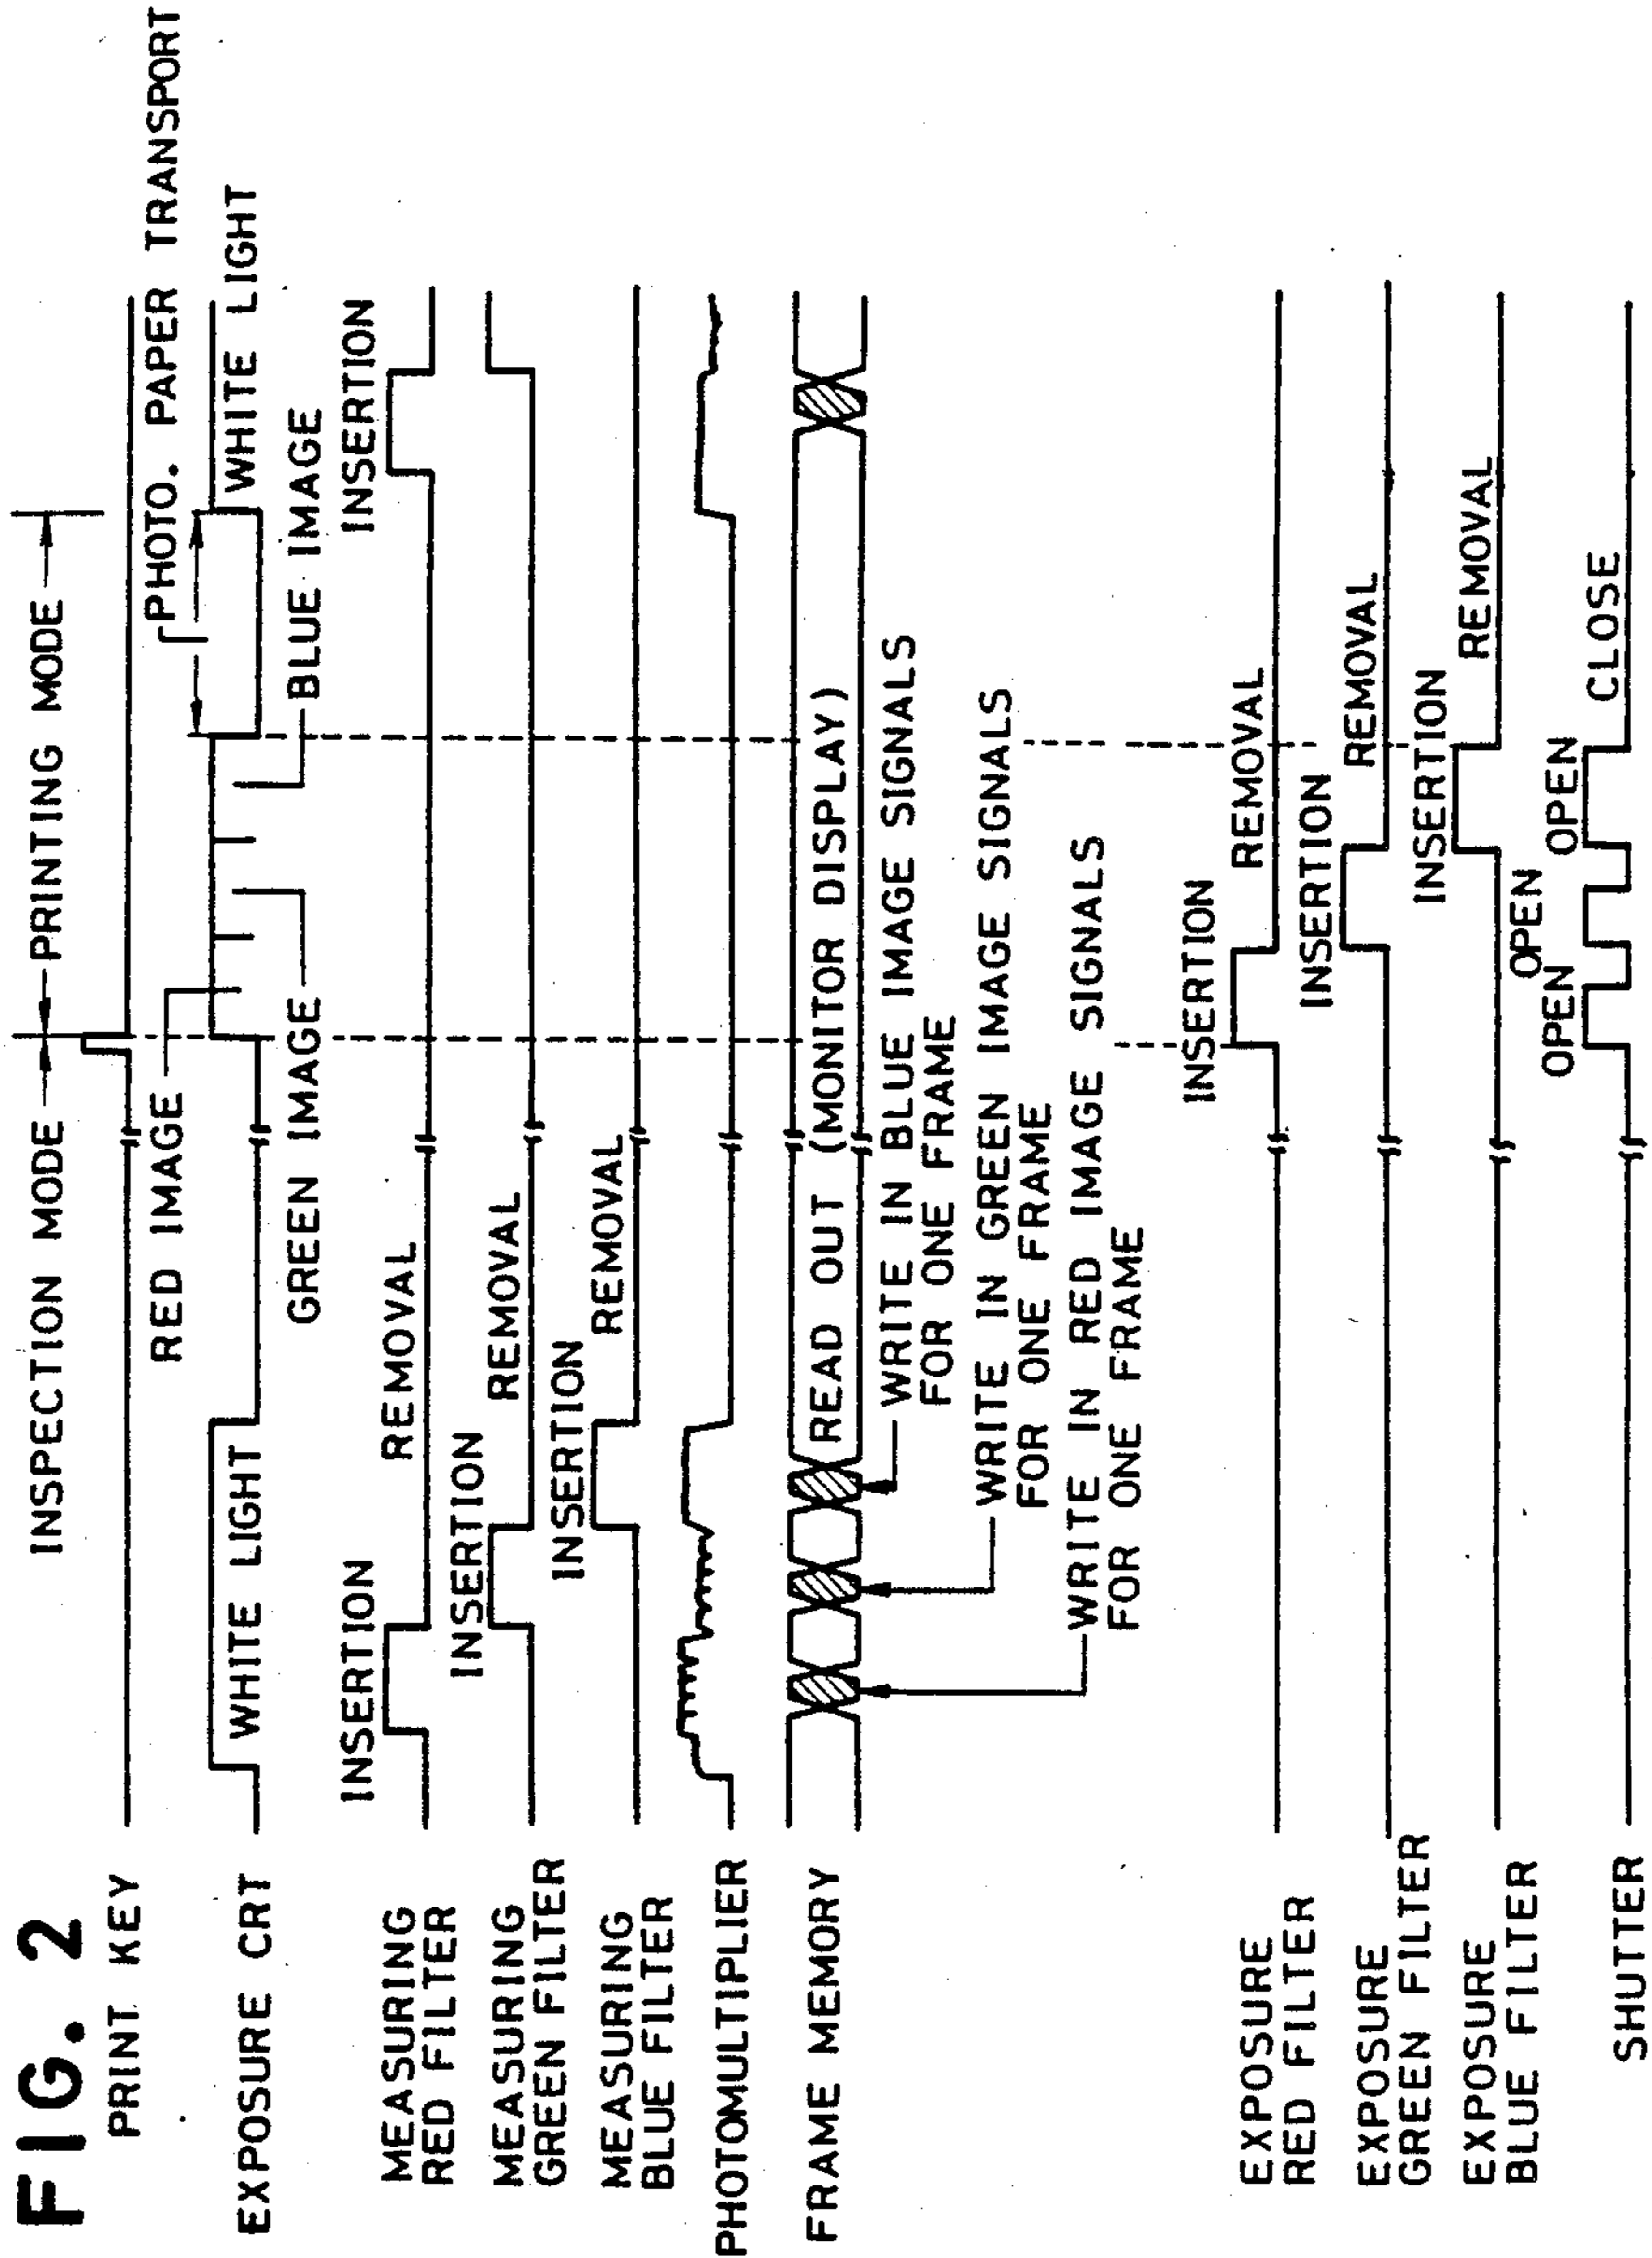 FIG. 2
INSPECTION MODE
PRINTING MODE
PRINT KEY
PHOTO. PAPER TRANSPORT
RED IMAGE
EXPOSURE CRT
WHITE LIGHT
WHITE LIGHT
GREEN IMAGE
BLUE IMAGE
MEASURING
RED FILTER
INSERTION
REMOVAL
INSERTION
MEASURING
GREEN FILTER
INSERTION
REMOVAL
MEASURING
BLUE FILTER
INSERTION
REMOVAL
PHOTOMULTIPLIER
FRAME MEMORY
READ OUT (MONITOR DISPLAY)
WRITE IN BLUE IMAGE SIGNALS
FOR ONE FRAME
WRITE IN GREEN IMAGE SIGNALS
FOR ONE FRAME
WRITE IN RED IMAGE SIGNALS
FOR ONE FRAME
EXPOSURE
RED FILTER
INSERTION
REMOVAL
EXPOSURE
GREEN FILTER
INSERTION
REMOVAL
EXPOSURE
BLUE FILTER
INSERTION
REMOVAL
SHUTTER
OPEN
OPEN
OPEN
CLOSE